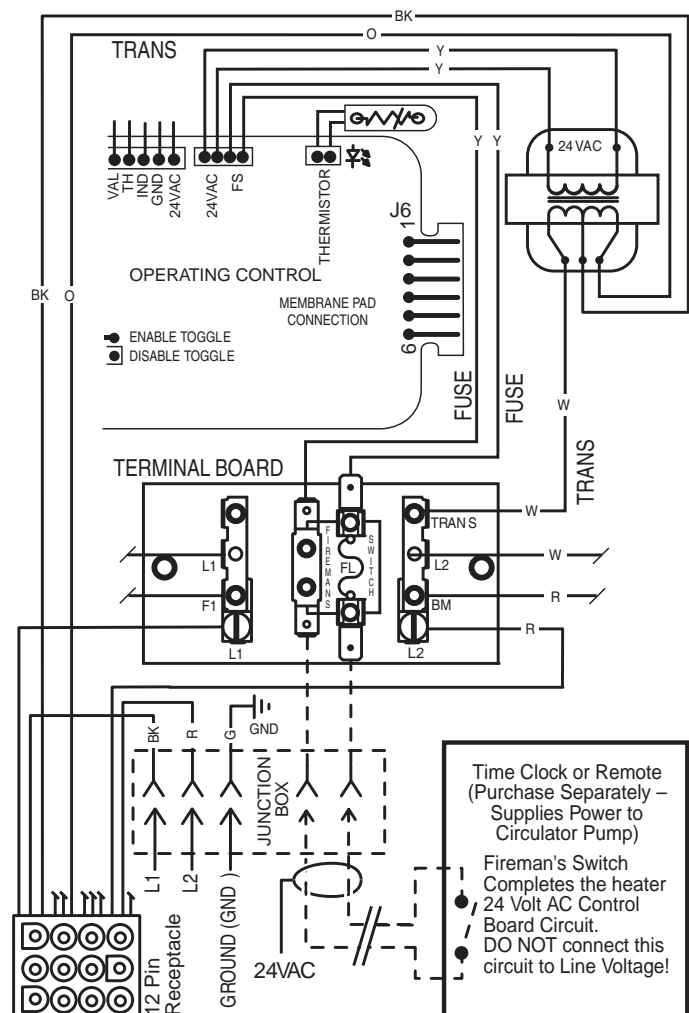 BK
O
TRANS
Y
Y
24VAC
Y Y
VAL
TH
IND
GND
24VAC
24VAC
FS
THERMISTOR
J6
1
OPERATING CONTROL
MEMBRANE PAD
CONNECTION
BK O
ENABLE TOGGLE
DISABLE TOGGLE
6
FUSE
FUSE
W
TRANS
TERMINAL BOARD
L1
F1
L1
FIREMANS
FL
SWITCH
TRANS
L2
BM
L2
W
W
R
R
BK
R
G
GND
JUNCTION
BOX
L1
L2
GROUND (GND )
24VAC
12 Pin
Receptacle
Time Clock or Remote
(Purchase Separately –
Supplies Power to
Circulator Pump)
Fireman's Switch
Completes the heater
24 Volt AC Control
Board Circuit.
DO NOT connect this
circuit to Line Voltage!